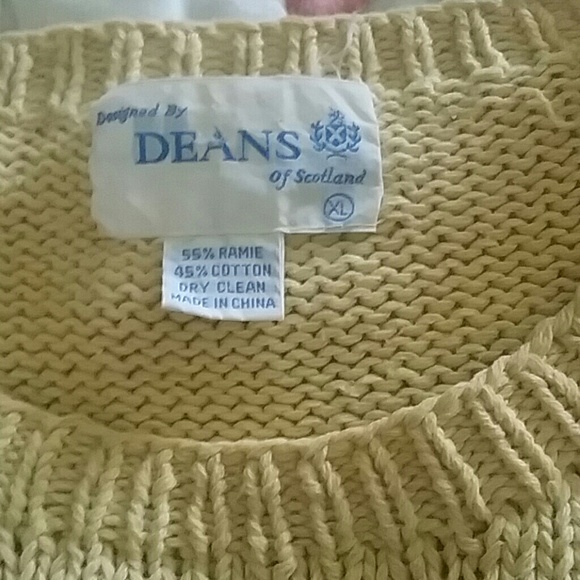 Designed By
DEANS
Of Scotland
XL
55% RAMIE
45% COTTON
DRY CLEAN
MADE IN CHINA